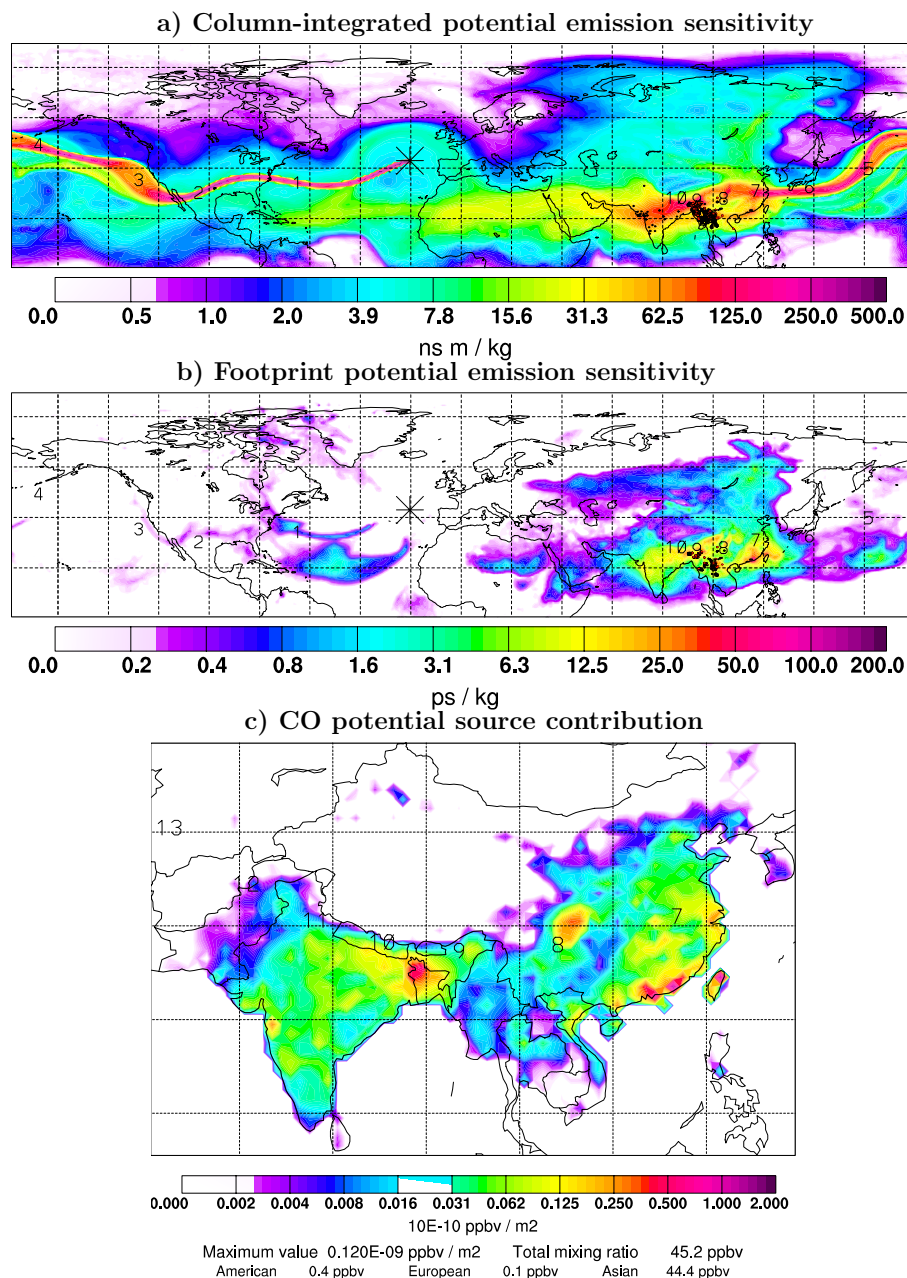 a) Column-integrated potential emission sensitivity
4 3 2 1 10 9 8 7 6 5
0.0 0.5 1.0 2.0 3.9 7.8 15.6 31.3 62.5 125.0 250.0 500.0
ns m / kg
b) Footprint potential emission sensitivity
4 3 2 1 10 9 8 7 6 5
0.0 0.2 0.4 0.8 1.6 3.1 6.3 12.5 25.0 50.0 100.0 200.0
ps / kg
c) CO potential source contribution
13
2
1 7
10 9 8
0.000 0.002 0.004 0.008 0.016 0.031 0.062 0.125 0.250 0.500 1.000 2.000
10E-10 ppbv / m2
Maximum value 0.120E-09 ppbv / m2 Total mixing ratio 45.2 ppbv
American 0.4 ppbv European 0.1 ppbv Asian 44.4 ppbv